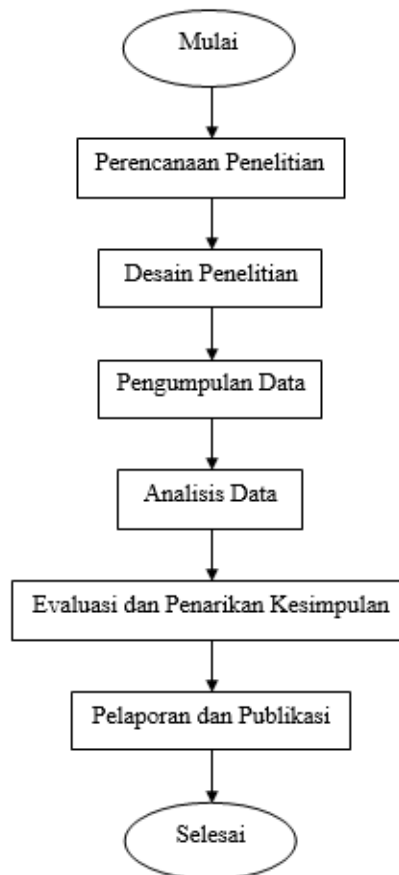 Mulai
Perencanaan Penelitian
Desain Penelitian
Pengumpulan Data
Analisis Data
Evaluasi dan Penarikan Kesimpulan
Pelaporan dan Publikasi
Selesai